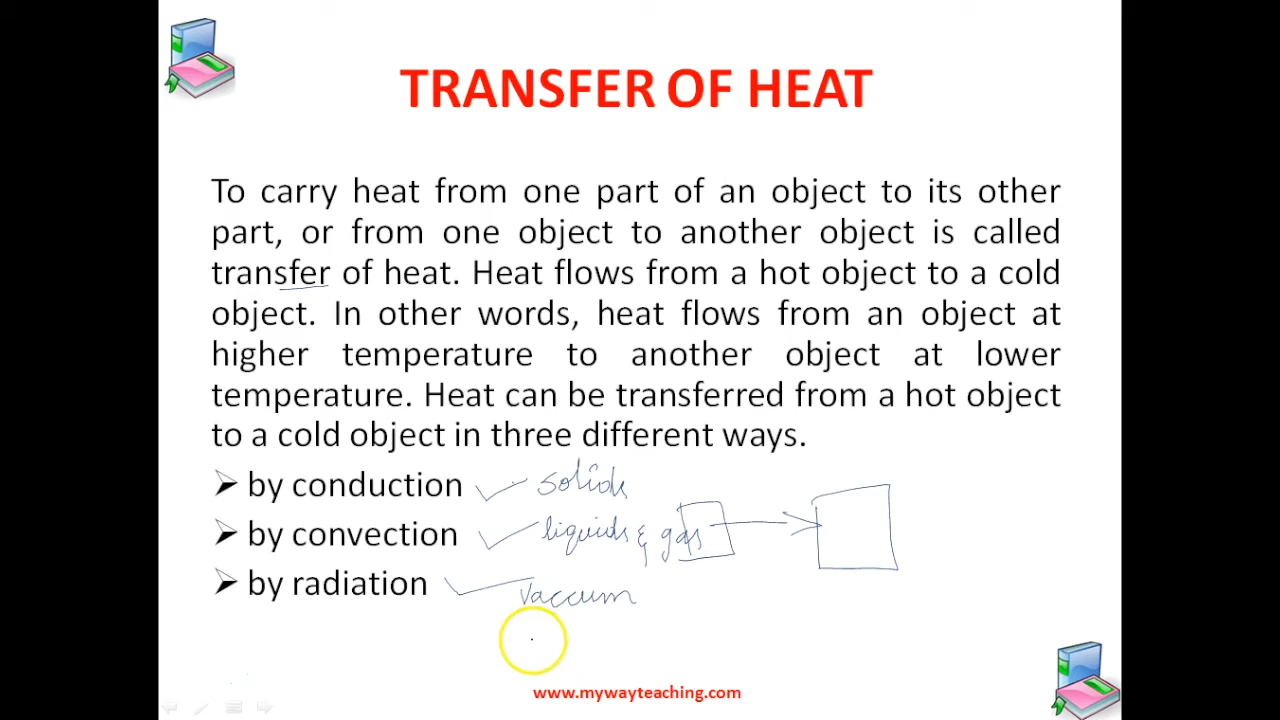 TRANSFER OF HEAT
To carry heat from one part of an object to its other
part, or from one object to another object is called
transfer of heat. Heat flows from a hot object to a cold
object. In other words, heat flows from an object at
higher temperature to another object at lower
temperature. Heat can be transferred from a hot object
to a cold object in three different ways.
by conduction solids
by convection liquids & gas
by radiation vaccum
www.mywayteaching.com